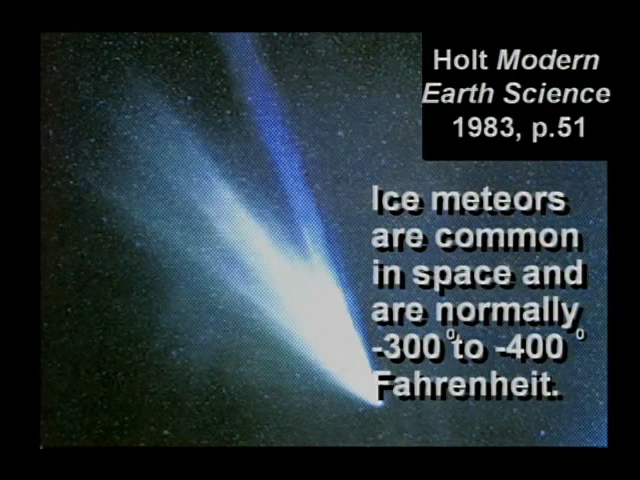 Holt Modern
Earth Science
1983, p.51
Ice meteors
are common
in space and
are normally
-300 º to -400 º
Fahrenheit.